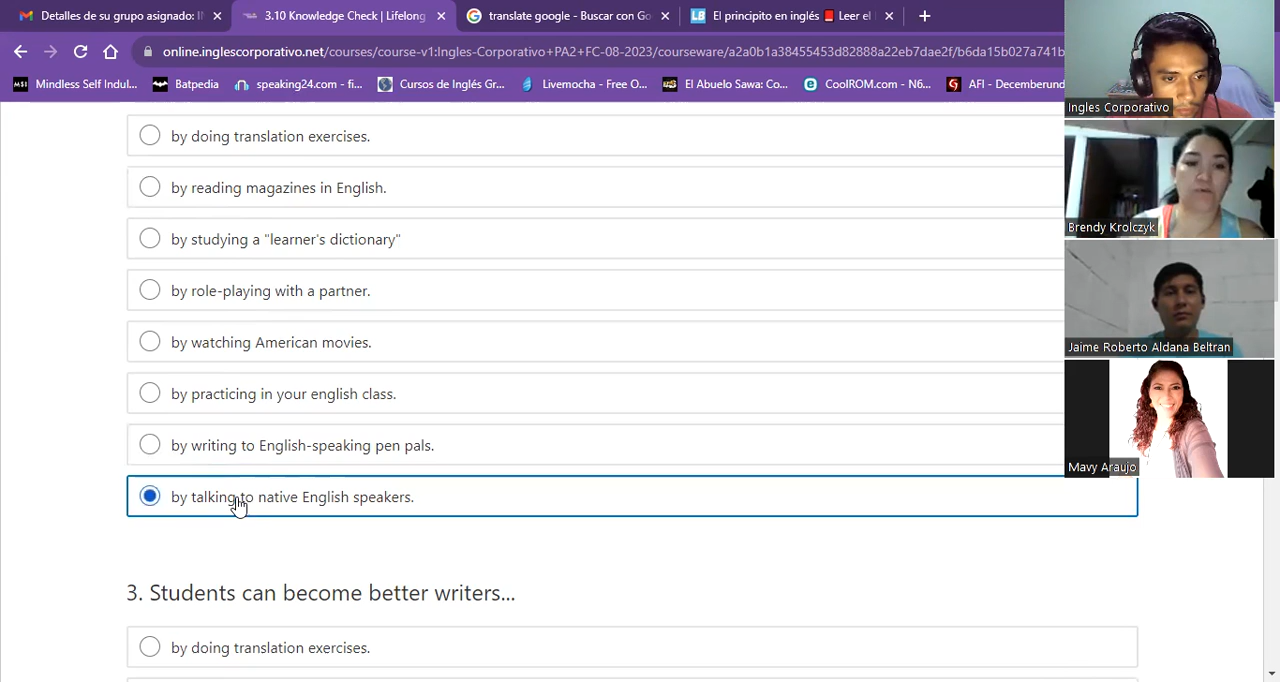 Detalles de su grupo asignado: II
3.10 Knowledge Check | Lifelong
translate google - Buscar con Go
El principito en inglés 📕 Leer el l
online.inglescorporativo.net/courses/course-v1:Ingles-Corporativo+PA2+FC-08-2023/courseware/a2a0b1a38455453d82888a22eb7dae2f/b6da15b027a741b
Mindless Self Indul...
Batpedia
speaking24.com - fi...
Cursos de Inglés Gr...
Livemocha - Free O...
El Abuelo Sawa: Co...
CoolROM.com - N6...
AFI - Decemberund
by doing translation exercises.
by reading magazines in English.
by studying a "learner's dictionary"
by role-playing with a partner.
by watching American movies.
by practicing in your english class.
by writing to English-speaking pen pals.
by talking to native English speakers.
3. Students can become better writers...
by doing translation exercises.
Ingles Corporativo
Brendy Krolczyk
Jaime Roberto Aldana Beltran
Mavy Araujo